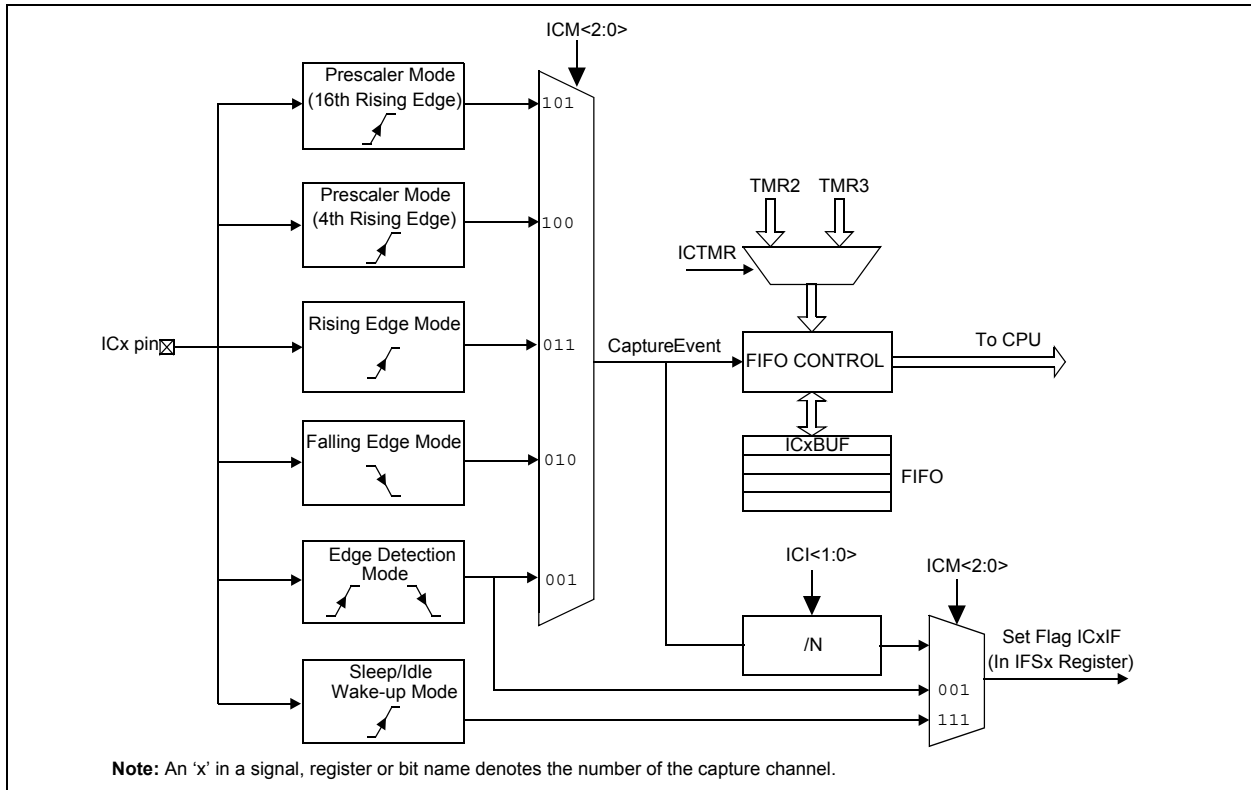 ICM<2:0>
Prescaler Mode
(16th Rising Edge)
101
Prescaler Mode
(4th Rising Edge)
100
TMR2 TMR3
ICTMR
Rising Edge Mode
ICx pin
011
CaptureEvent
FIFO CONTROL
To CPU
Falling Edge Mode
010
ICxBUF
FIFO
Edge Detection
Mode
001
ICI<1:0>
ICM<2:0>
/N
Set Flag ICxIF
(In IFSx Register)
Sleep/Idle
Wake-up Mode
001
111
Note: An ‘x’ in a signal, register or bit name denotes the number of the capture channel.